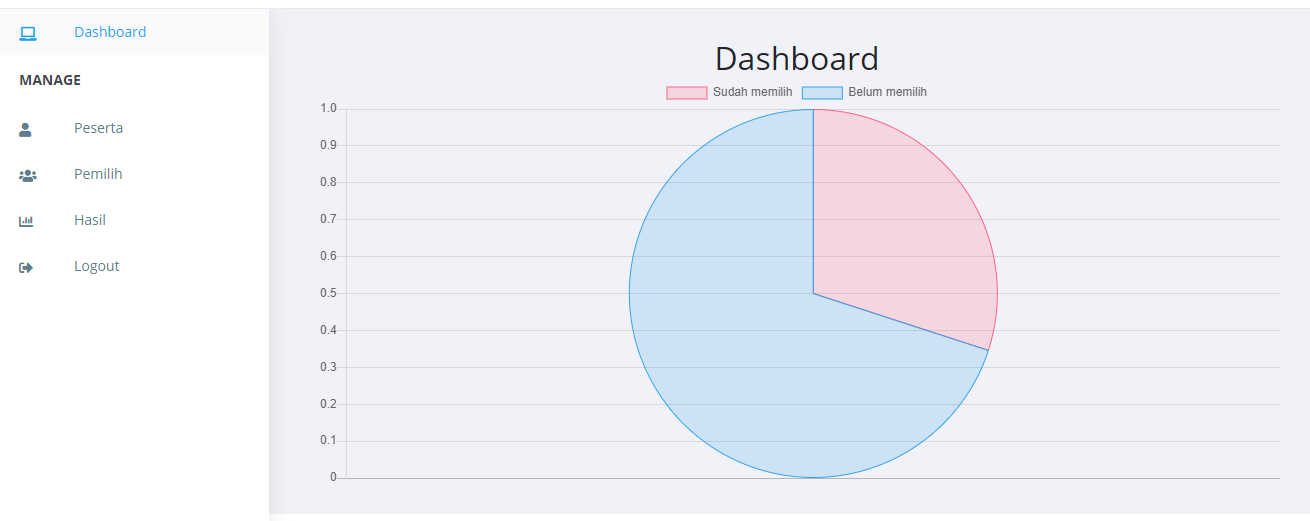 Dashboard
MANAGE
Peserta
Pemilih
Hasil
Logout
Dashboard
Sudah memilih Belum memilih
1.0
0.9
0.8
0.7
0.6
0.5
0.4
0.3
0.2
0.1
0